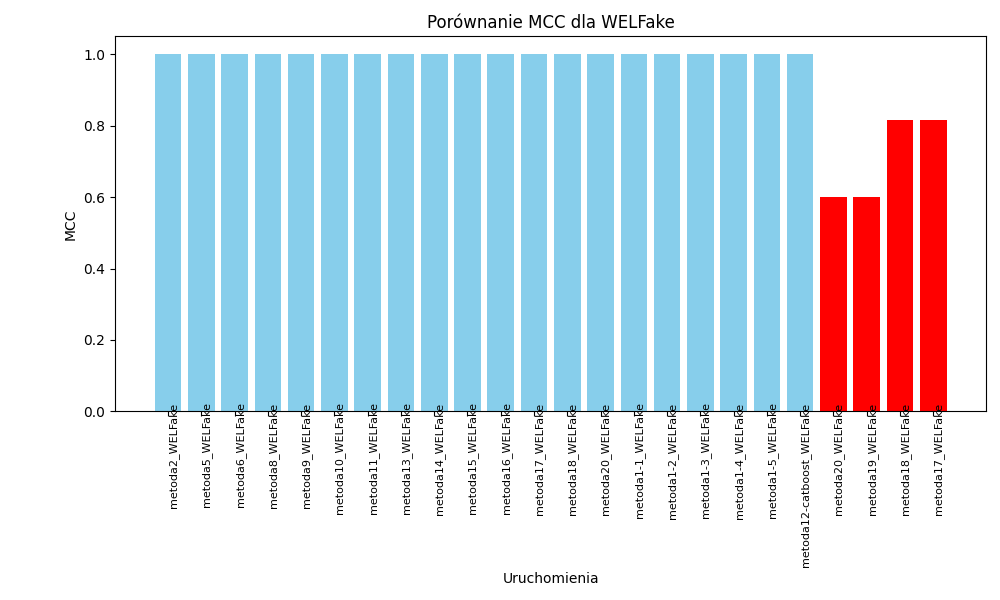 Porównanie MCC dla WELFake
1.0
0.8
0.6
0.4
0.2
0.0
MCC
metoda2_WELFake
metoda5_WELFake
metoda6_WELFake
metoda8_WELFake
metoda9_WELFake
metoda10_WELFake
metoda11_WELFake
metoda13_WELFake
metoda14_WELFake
metoda15_WELFake
metoda16_WELFake
metoda17_WELFake
metoda18_WELFake
metoda20_WELFake
metoda1-1_WELFake
metoda1-2_WELFake
metoda1-3_WELFake
metoda1-4_WELFake
metoda1-5_WELFake
metoda12-catboost_WELFake
metoda20_WELFake
metoda19_WELFake
metoda18_WELFake
metoda17_WELFake
Uruchomienia